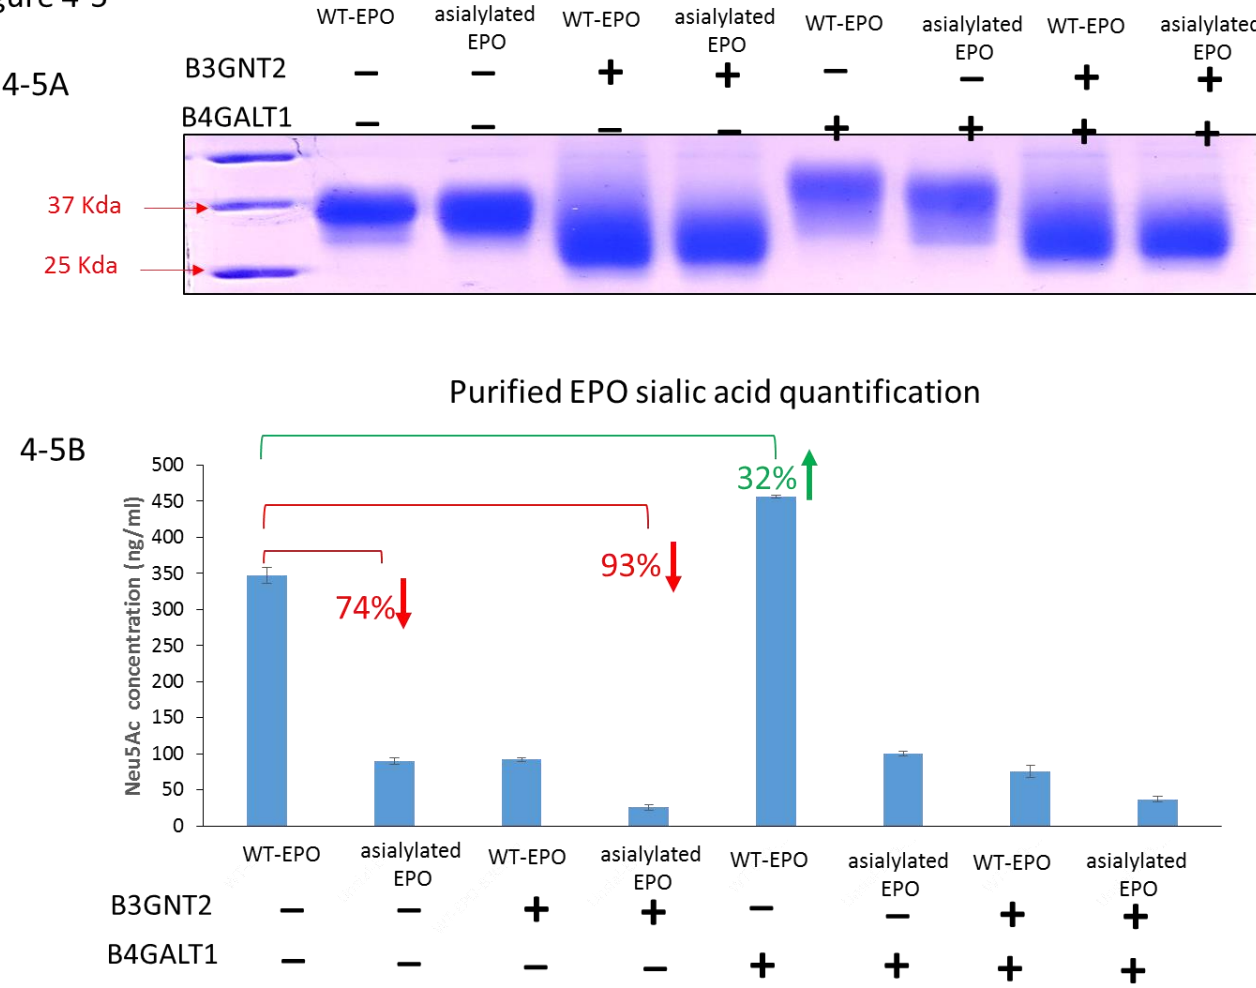 gure 4-5
4-5A
WT-EPO asialylated EPO WT-EPO asialylated EPO WT-EPO asialylated EPO WT-EPO asialylated EPO
B3GNT2 − − + + − − + +
B4GALT1 − − − − + + + +
37 Kda
25 Kda
Purified EPO sialic acid quantification
4-5B
Neu5Ac concentration (ng/ml)
500
450
400
350
300
250
200
150
100
50
0
74%
93%
32%
WT-EPO asialylated EPO WT-EPO asialylated EPO WT-EPO asialylated EPO WT-EPO asialylated EPO
B3GNT2 − − + + − − + +
B4GALT1 − − − − + + + +